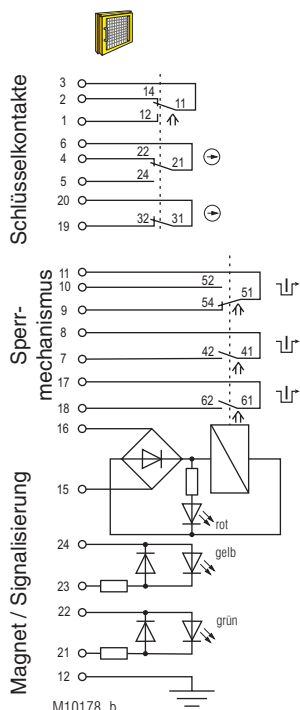 Schlüsselkontakte
3
2 14
11
1 12
6
4 22
21
5 24
20
19 32 31
Sperr-
mechanismus
11
10 52
51
9 54
8
7 42 41
17
18 62 61
Magnet / Signalisierung
16
15
rot
24
gelb
23
22
grün
21
12
M10178_b